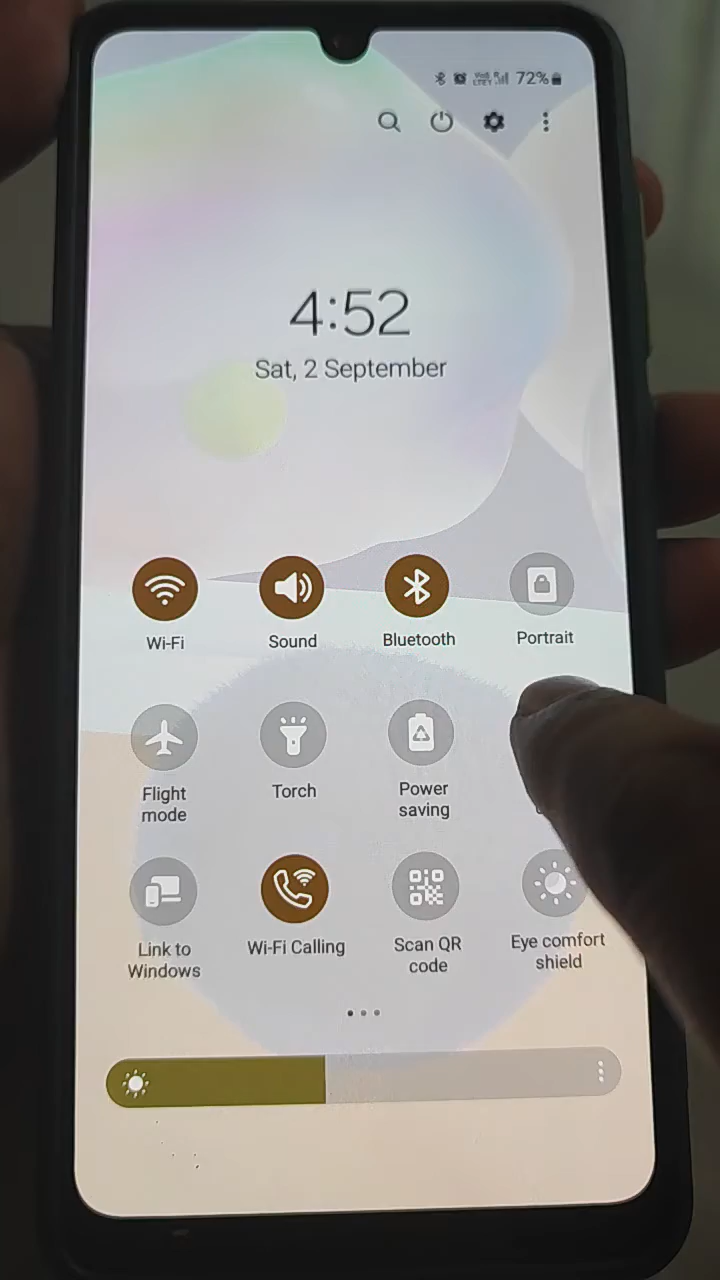 72%
4:52
Sat, 2 September
Wi-Fi
Sound
Bluetooth
Portrait
Flight
mode
Torch
Power
saving
Link to
Windows
Wi-Fi Calling
Scan QR
code
Eye comfort
shield